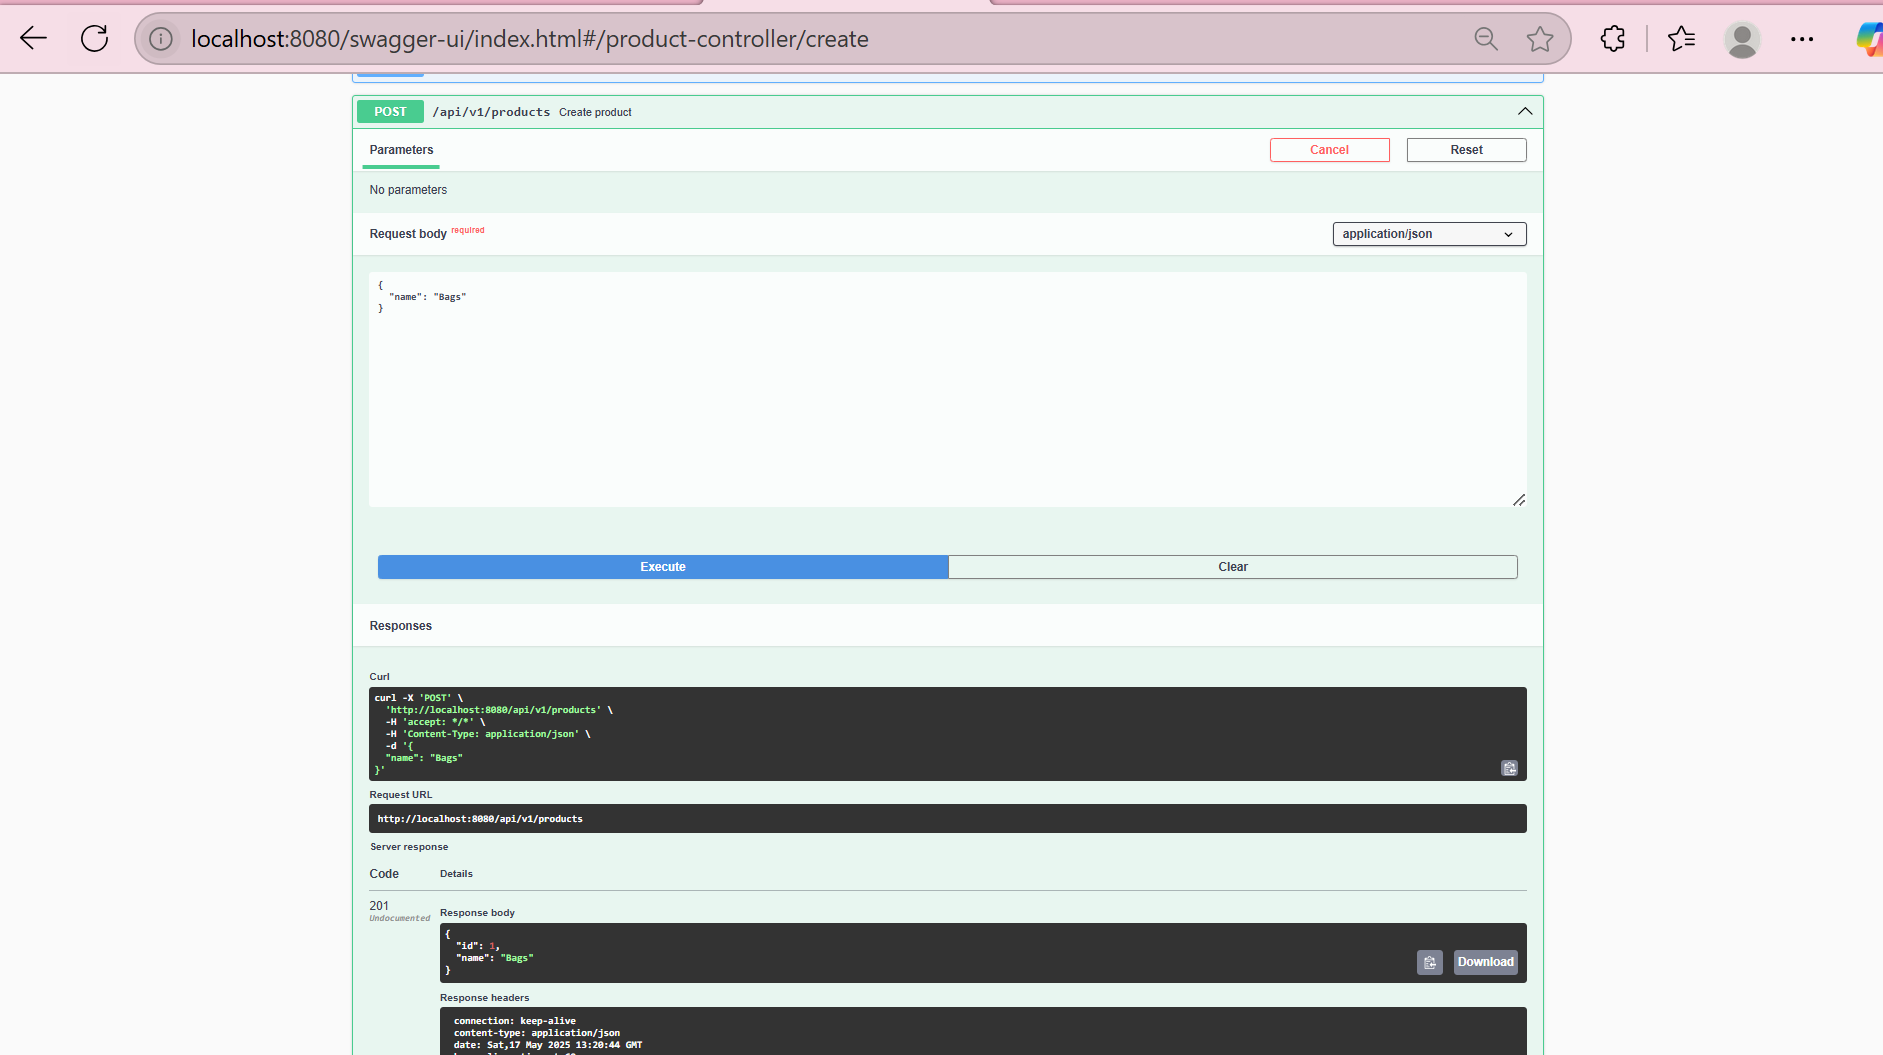 localhost:8080/swagger-ui/index.html#/product-controller/create
POST /api/v1/products Create product
Parameters
Cancel
Reset
No parameters
Request body required
application/json
{
  "name": "Bags"
}
Execute
Clear
Responses
Curl
curl -X 'POST' \
  'http://localhost:8080/api/v1/products' \
  -H 'accept: */*' \
  -H 'Content-Type: application/json' \
  -d '{
  "name": "Bags"
}'
Request URL
http://localhost:8080/api/v1/products
Server response
Code Details
201
Undocumented
Response body
{
  "id": 1,
  "name": "Bags"
}
Download
Response headers
connection: keep-alive
content-type: application/json
date: Sat,17 May 2025 13:20:44 GMT